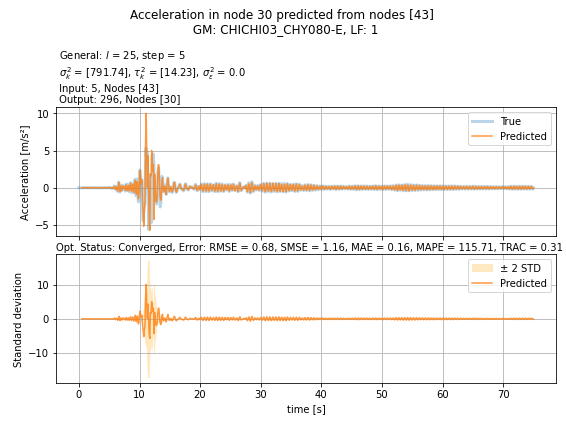 Acceleration in node 30 predicted from nodes [43]
GM: CHICHI03_CHY080-E, LF: 1
General: l = 25, step = 5
σ²ₖ = [791.74], τ²ₖ = [14.23], σ²ε = 0.0
Input: 5, Nodes [43]
Output: 296, Nodes [30]
Acceleration [m/s²]
10
5
0
−5
True
Predicted
Opt. Status: Converged, Error: RMSE = 0.68, SMSE = 1.16, MAE = 0.16, MAPE = 115.71, TRAC = 0.31
Standard deviation
10
0
−10
± 2 STD
Predicted
0 10 20 30 40 50 60 70
time [s]